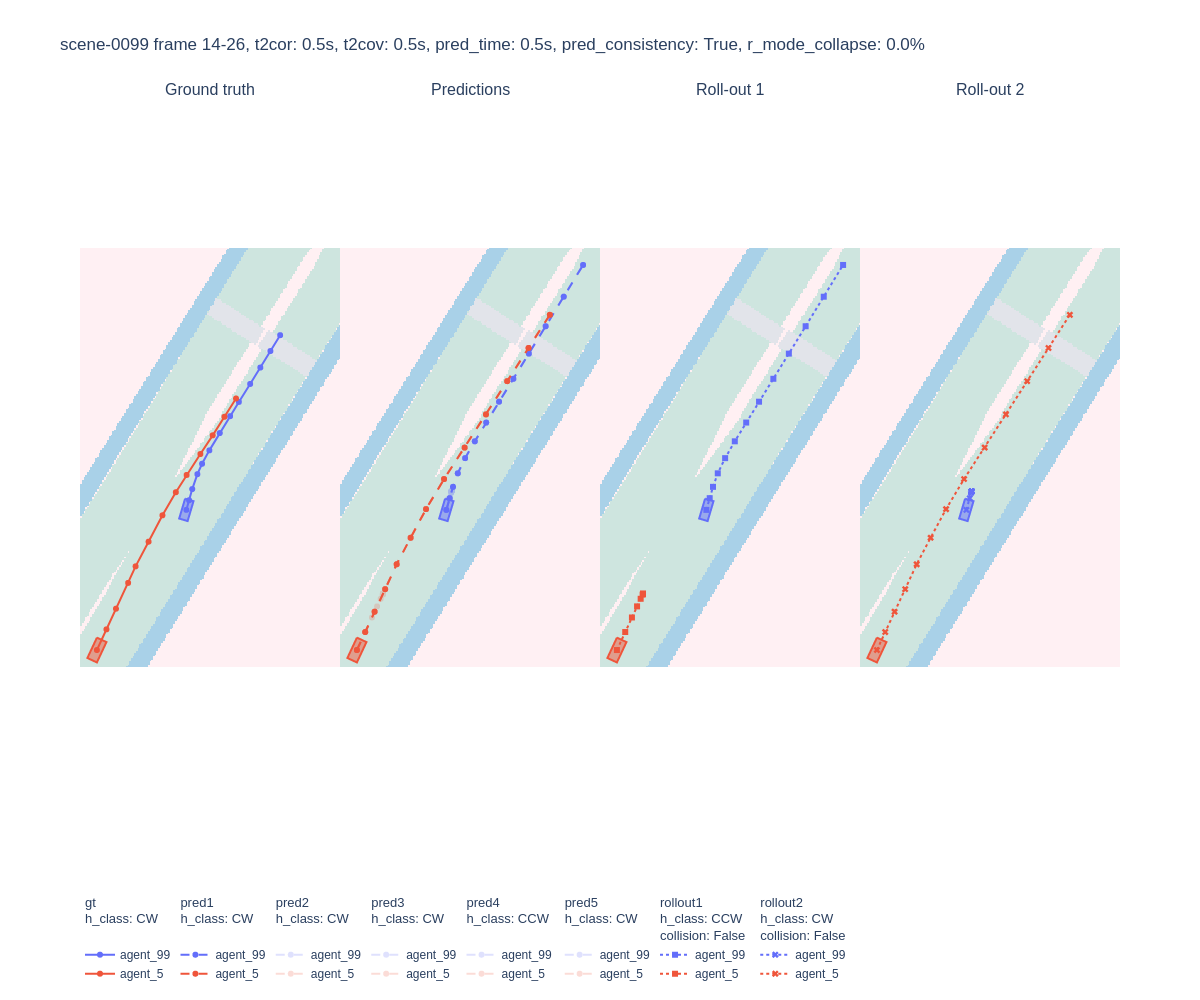 scene-0099 frame 14-26, t2cor: 0.5s, t2cov: 0.5s, pred_time: 0.5s, pred_consistency: True, r_mode_collapse: 0.0%
Ground truth
Predictions
Roll-out 1
Roll-out 2
gt
h_class: CW
agent_99
agent_5
pred1
h_class: CW
agent_99
agent_5
pred2
h_class: CW
agent_99
agent_5
pred3
h_class: CW
agent_99
agent_5
pred4
h_class: CCW
agent_99
agent_5
pred5
h_class: CW
agent_99
agent_5
rollout1
h_class: CCW
collision: False
agent_99
agent_5
rollout2
h_class: CW
collision: False
agent_99
agent_5